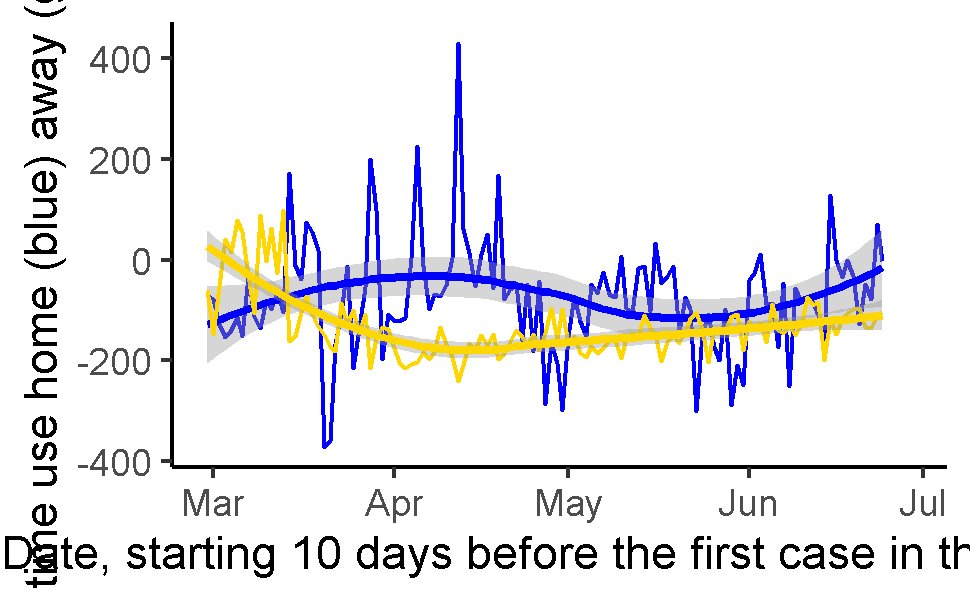 time use home (blue) away (
400
200
0
-200
-400
Mar Apr May Jun Jul
Date, starting 10 days before the first case in th